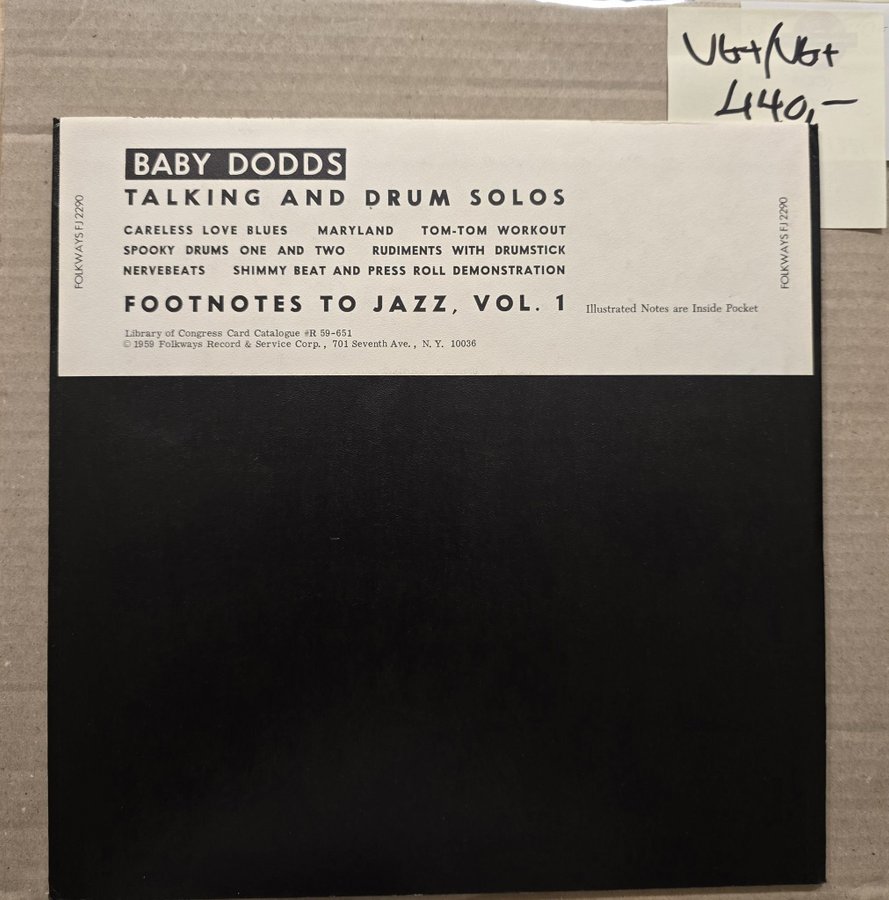 VG+/VG+
440,-
BABY DODDS
TALKING AND DRUM SOLOS
CARELESS LOVE BLUES MARYLAND TOM-TOM WORKOUT
SPOOKY DRUMS ONE AND TWO RUDIMENTS WITH DRUMSTICK
NERVEBEATS SHIMMY BEAT AND PRESS ROLL DEMONSTRATION
FOOTNOTES TO JAZZ, VOL. 1 Illustrated Notes are Inside Pocket
Library of Congress Card Catalogue #R 59-651
© 1959 Folkways Record & Service Corp., 701 Seventh Ave., N. Y. 10036
FOLKWAYS FJ 2290
FOLKWAYS FJ 2290